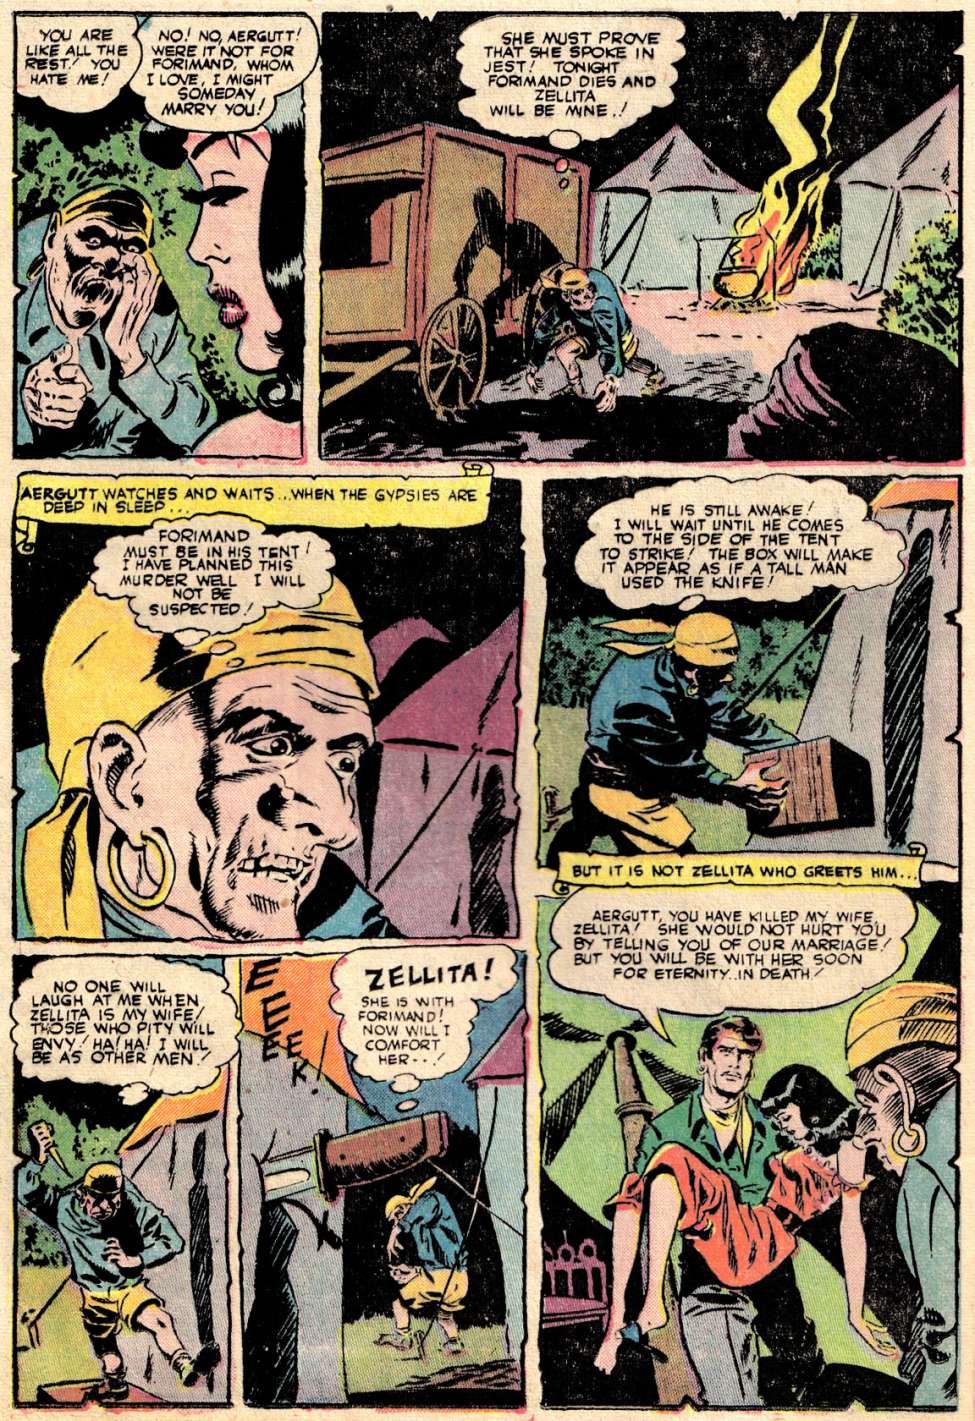 YOU ARE
LIKE ALL THE
REST! YOU
HATE ME!
NO! NO, AERGUTT!
WERE IT NOT FOR
FORIMAND, WHOM
I LOVE, I MIGHT
SOMEDAY
MARRY YOU!
SHE MUST PROVE
THAT SHE SPOKE IN
JEST! TONIGHT
FORIMAND DIES AND
ZELLITA
WILL BE MINE..!
AERGUTT WATCHES AND WAITS...WHEN THE GYPSIES ARE
DEEP IN SLEEP...
FORIMAND
MUST BE IN HIS TENT!
I HAVE PLANNED THIS
MURDER WELL I WILL
NOT BE
SUSPECTED!
HE IS STILL AWAKE!
I WILL WAIT UNTIL HE COMES
TO THE SIDE OF THE TENT
TO STRIKE! THE BOX WILL MAKE
IT APPEAR AS IF A TALL MAN
USED THE KNIFE!
NO ONE WILL
LAUGH AT ME WHEN
ZELLITA IS MY WIFE!
THOSE WHO PITY WILL
ENVY! HA! HA! I WILL
BE AS OTHER MEN!
EEEEEK!
ZELLITA!
SHE IS WITH
FORIMAND!
NOW WILL I
COMFORT
HER---!
BUT IT IS NOT ZELLITA WHO GREETS HIM...
AERGUTT, YOU HAVE KILLED MY WIFE,
ZELLITA! SHE WOULD NOT HURT YOU
BY TELLING YOU OF OUR MARRIAGE!
BUT YOU WILL BE WITH HER SOON
FOR ETERNITY..IN DEATH!